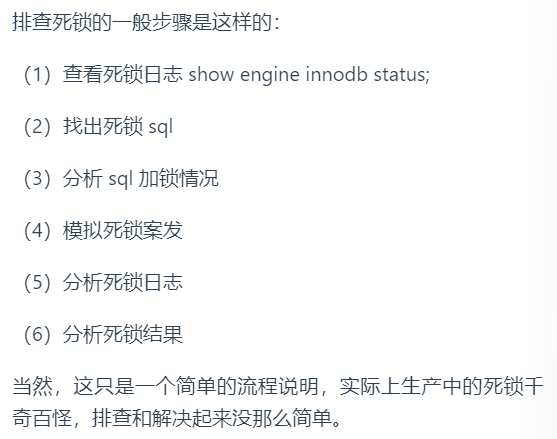 排查死锁的一般步骤是这样的：
（1）查看死锁日志 show engine innodb status;
（2）找出死锁 sql
（3）分析 sql 加锁情况
（4）模拟死锁案发
（5）分析死锁日志
（6）分析死锁结果
当然，这只是一个简单的流程说明，实际上生产中的死锁千
奇百怪，排查和解决起来没那么简单。